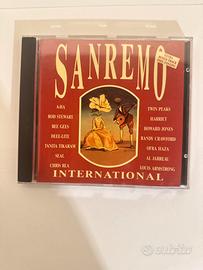 SANREMO
A-HA
ROD STEWART
BEE GEES
DEEE-LITE
TANITA TIKARAM
SEAL
CHRIS REA
TWIN PEAKS
HARRIET
HOWARD JONES
RANDY CRAWFORD
OFRA HAZA
AL JARREAU
LOUIS ARMSTRONG
INTERNATIONAL